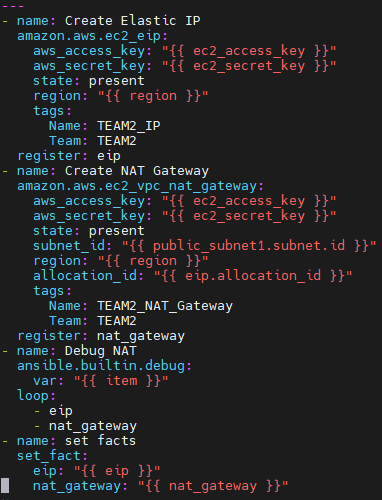 ---
- name: Create Elastic IP
  amazon.aws.ec2_eip:
    aws_access_key: "{{ ec2_access_key }}"
    aws_secret_key: "{{ ec2_secret_key }}"
    state: present
    region: "{{ region }}"
    tags:
      Name: TEAM2_IP
      Team: TEAM2
  register: eip
- name: Create NAT Gateway
  amazon.aws.ec2_vpc_nat_gateway:
    aws_access_key: "{{ ec2_access_key }}"
    aws_secret_key: "{{ ec2_secret_key }}"
    state: present
    subnet_id: "{{ public_subnet1.subnet.id }}"
    region: "{{ region }}"
    allocation_id: "{{ eip.allocation_id }}"
    tags:
      Name: TEAM2_NAT_Gateway
      Team: TEAM2
  register: nat_gateway
- name: Debug NAT
  ansible.builtin.debug:
    var: "{{ item }}"
  loop:
    - eip
    - nat_gateway
- name: set facts
  set_fact:
    eip: "{{ eip }}"
    nat_gateway: "{{ nat_gateway }}"